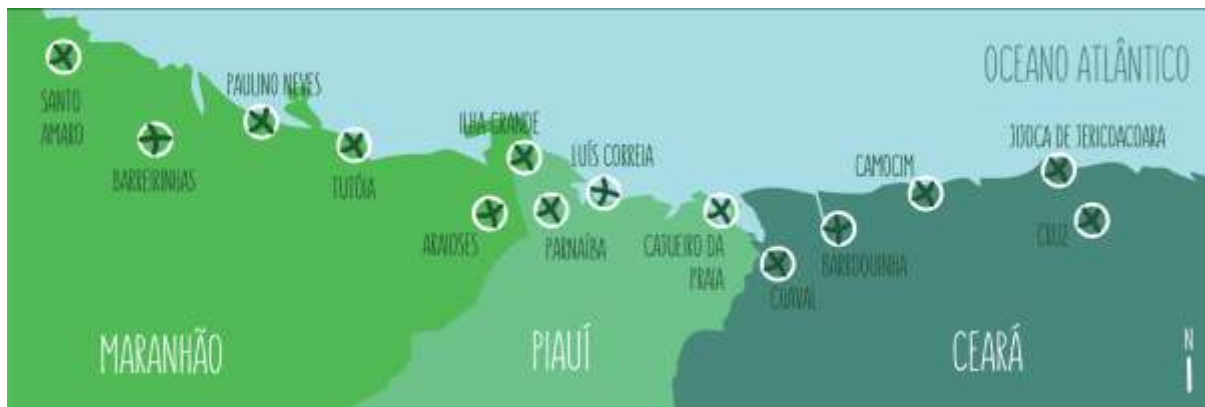 OCEANO ATLÂNTICO
SANTO
AMARO
BARREIRINHAS
PAULINO NEVES
TUTÓIA
ILHA GRANDE
ARAIOSES
PARNAÍBA
LUÍS CORREIA
CAJUEIRO DA
PRAIA
CHAVAL
BARROQUINHA
CAMOCIM
JIJOCA DE JERICOACOARA
CRUZ
MARANHÃO
PIAUÍ
CEARÁ
N